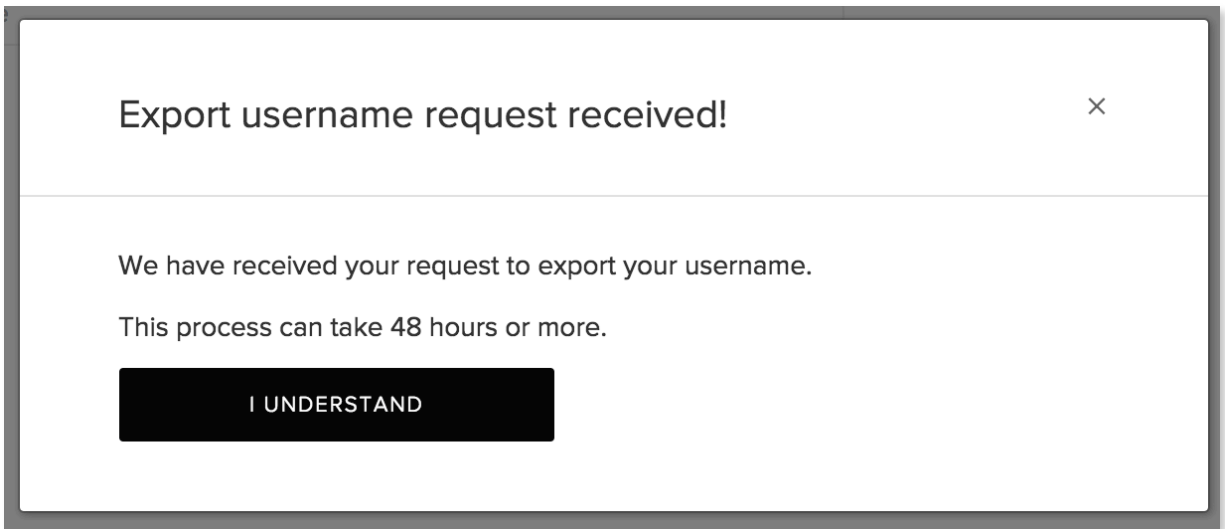 Export username request received!
We have received your request to export your username.
This process can take 48 hours or more.
I UNDERSTAND